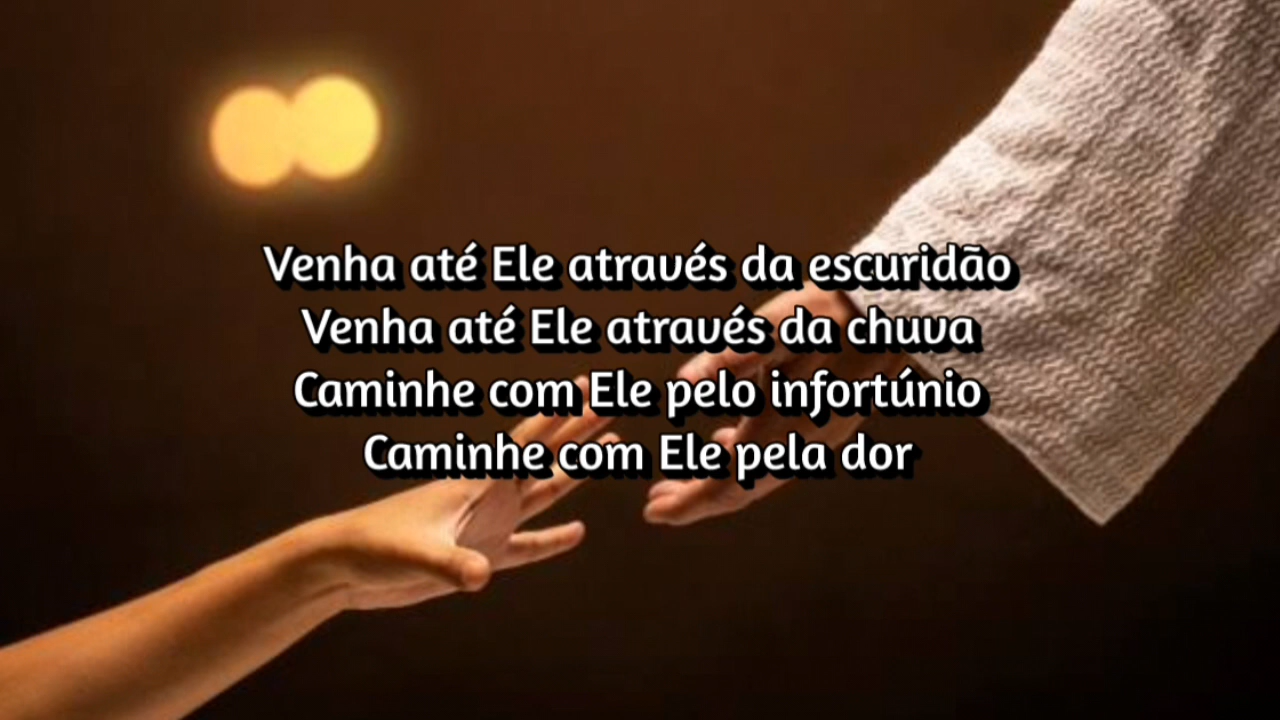 Venha até Ele através da escuridão
Venha até Ele através da chuva
Caminhe com Ele pelo infortúnio
Caminhe com Ele pela dor